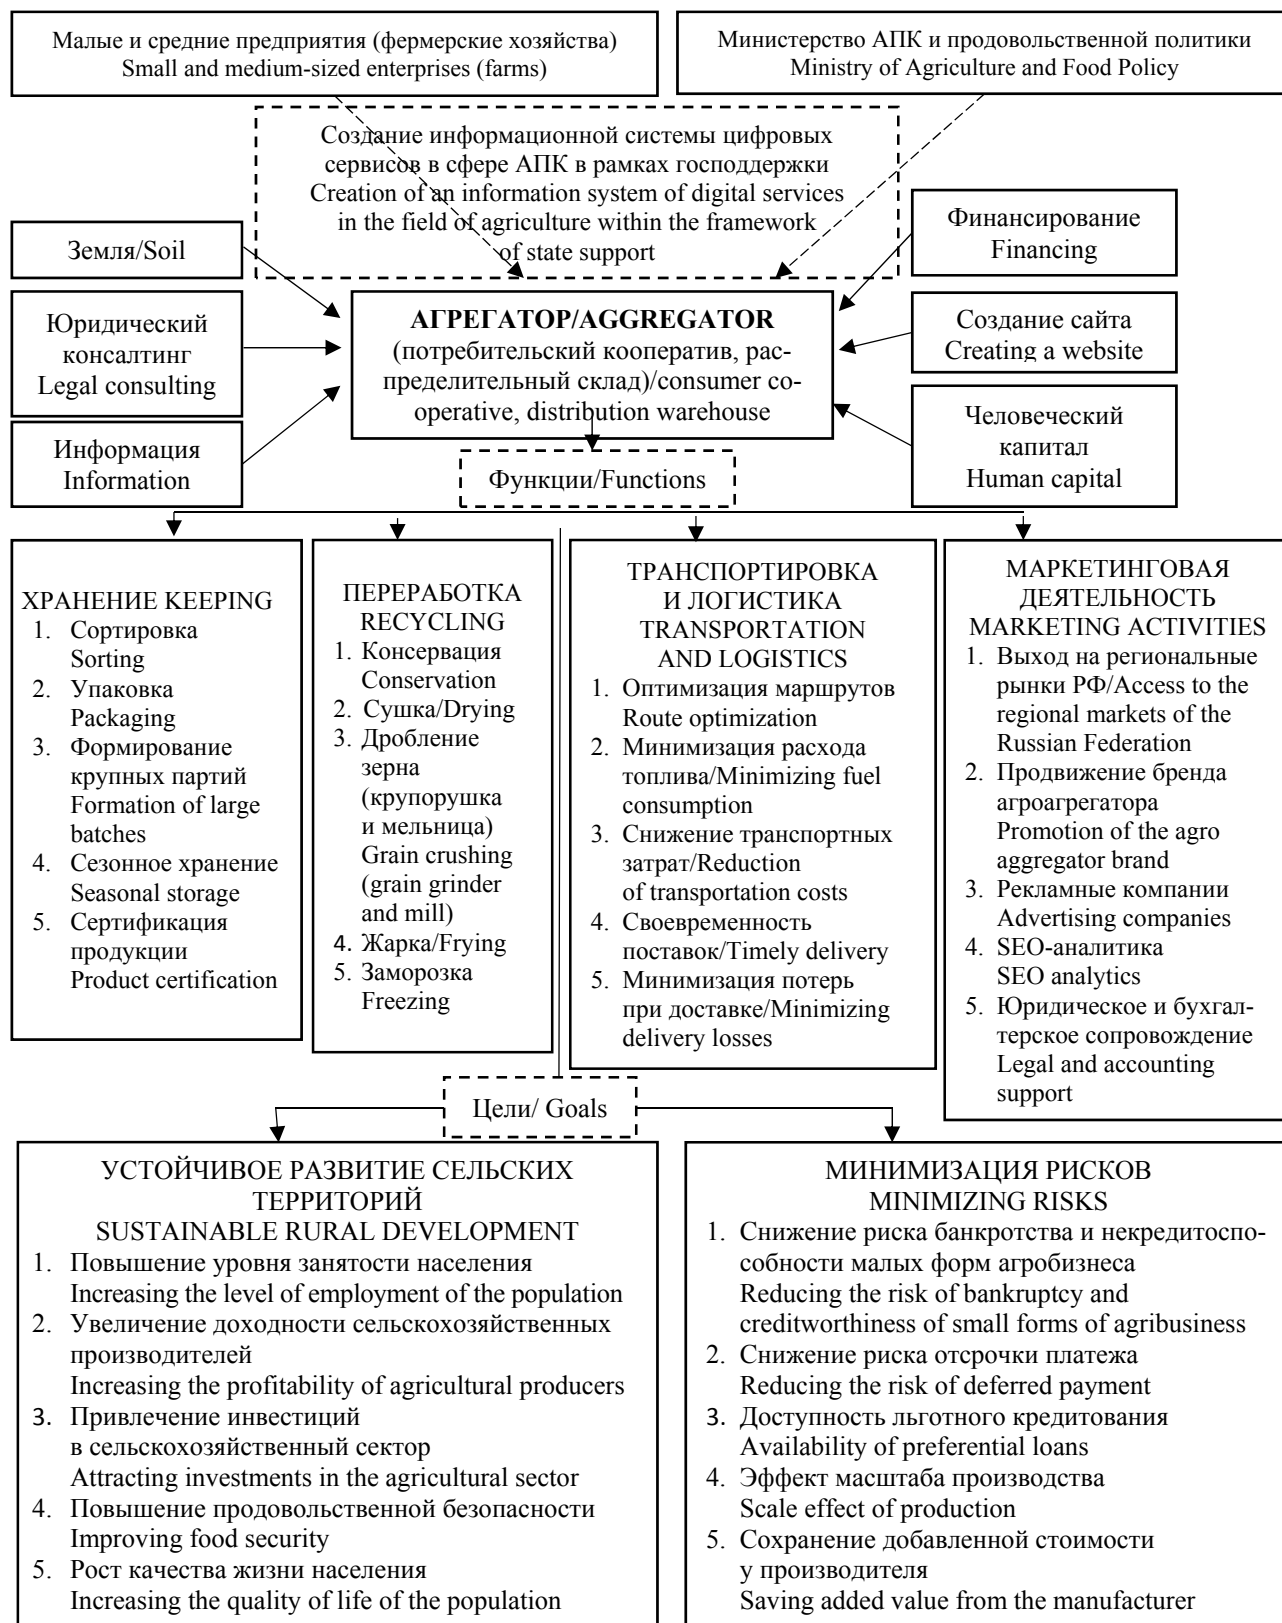 Малые и средние предприятия (фермерские хозяйства)
Small and medium-sized enterprises (farms)
Министерство АПК и продовольственной политики
Ministry of Agriculture and Food Policy
Создание информационной системы цифровых
сервисов в сфере АПК в рамках господдержки
Creation of an information system of digital services
in the field of agriculture within the framework
of state support
Земля/Soil
Юридический
консалтинг
Legal consulting
Информация
Information
АГРЕГАТОР/AGGREGATOR
(потребительский кооператив, рас-
пределительный склад)/consumer co-
operative, distribution warehouse
Финансирование
Financing
Создание сайта
Creating a website
Человеческий
капитал
Human capital
Функции/Functions
ХРАНЕНИЕ KEEPING
1. Сортировка
Sorting
2. Упаковка
Packaging
3. Формирование
крупных партий
Formation of large
batches
4. Сезонное хранение
Seasonal storage
5. Сертификация
продукции
Product certification
ПЕРЕРАБОТКА
RECYCLING
1. Консервация
Conservation
2. Сушка/Drying
3. Дробление
зерна
(крупорушка
и мельница)
Grain crushing
(grain grinder
and mill)
4. Жарка/Frying
5. Заморозка
Freezing
ТРАНСПОРТИРОВКА
И ЛОГИСТИКА
TRANSPORTATION
AND LOGISTICS
1. Оптимизация маршрутов
Route optimization
2. Минимизация расхода
топлива/Minimizing fuel
consumption
3. Снижение транспортных
затрат/Reduction
of transportation costs
4. Своевременность
поставок/Timely delivery
5. Минимизация потерь
при доставке/Minimizing
delivery losses
МАРКЕТИНГОВАЯ
ДЕЯТЕЛЬНОСТЬ
MARKETING ACTIVITIES
1. Выход на региональные
рынки РФ/Access to the
regional markets of the
Russian Federation
2. Продвижение бренда
агроагрегатора
Promotion of the agro
aggregator brand
3. Рекламные компании
Advertising companies
4. SEO-аналитика
SEO analytics
5. Юридическое и бухгал-
терское сопровождение
Legal and accounting
support
Цели/ Goals
УСТОЙЧИВОЕ РАЗВИТИЕ СЕЛЬСКИХ
ТЕРРИТОРИЙ
SUSTAINABLE RURAL DEVELOPMENT
1. Повышение уровня занятости населения
Increasing the level of employment of the population
2. Увеличение доходности сельскохозяйственных
производителей
Increasing the profitability of agricultural producers
3. Привлечение инвестиций
в сельскохозяйственный сектор
Attracting investments in the agricultural sector
4. Повышение продовольственной безопасности
Improving food security
5. Рост качества жизни населения
Increasing the quality of life of the population
МИНИМИЗАЦИЯ РИСКОВ
MINIMIZING RISKS
1. Снижение риска банкротства и некредитоспо-
собности малых форм агробизнеса
Reducing the risk of bankruptcy and
creditworthiness of small forms of agribusiness
2. Снижение риска отсрочки платежа
Reducing the risk of deferred payment
3. Доступность льготного кредитования
Availability of preferential loans
4. Эффект масштаба производства
Scale effect of production
5. Сохранение добавленной стоимости
у производителя
Saving added value from the manufacturer